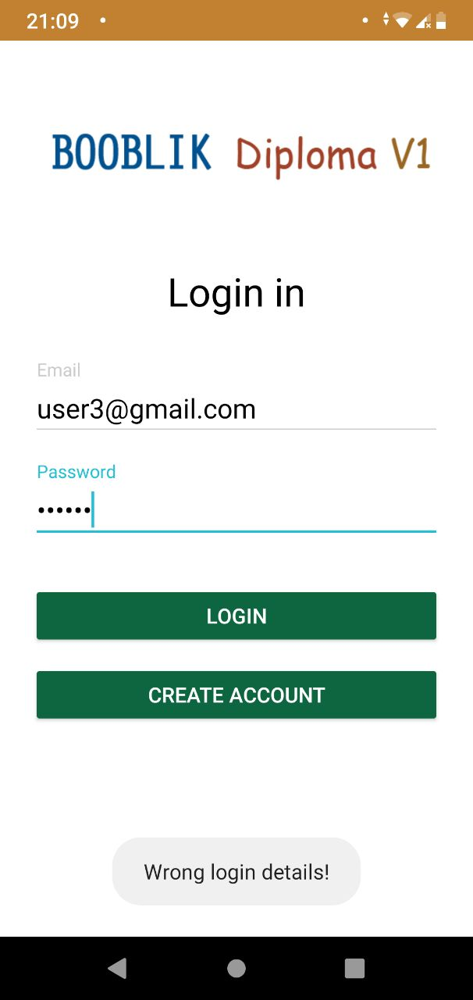 21:09
BOOBLIK Diploma V1
Login in
Email
user3@gmail.com
Password
••••••
LOGIN
CREATE ACCOUNT
Wrong login details!